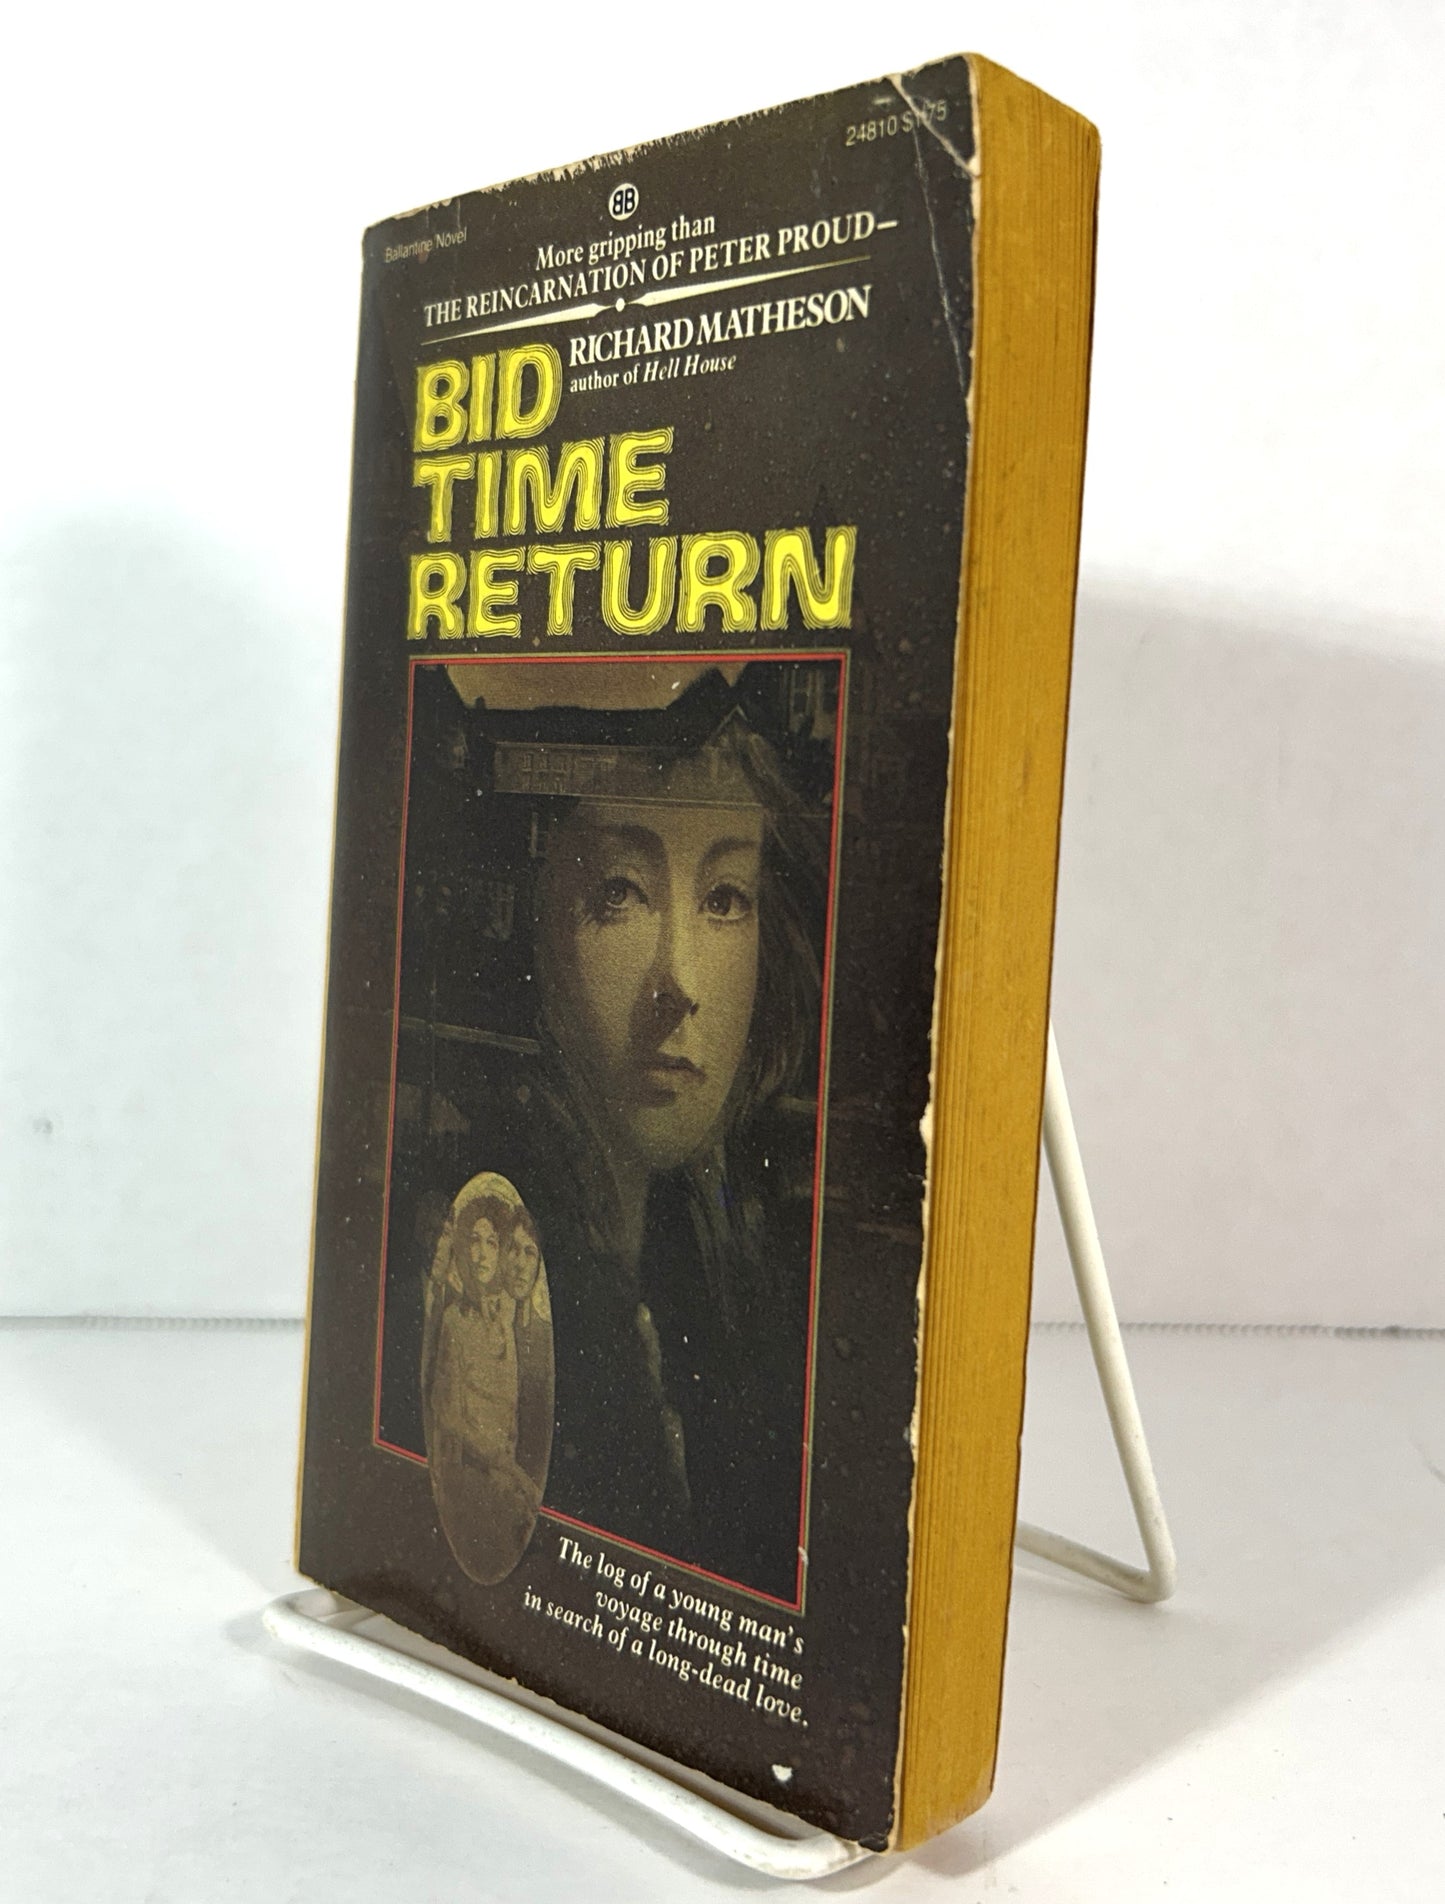 24810 $1.75
BB
Ballantine Novel
More gripping than
THE REINCARNATION OF PETER PROUD—
RICHARD MATHESON
author of Hell House
BID
TIME
RETURN
The log of a young man's
voyage through time
in search of a long-dead love.